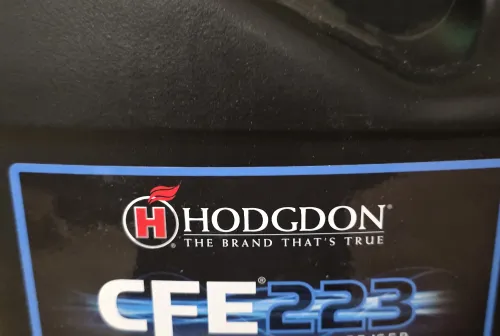 H® HODGDON®
THE BRAND THAT'S TRUE
CFE®223